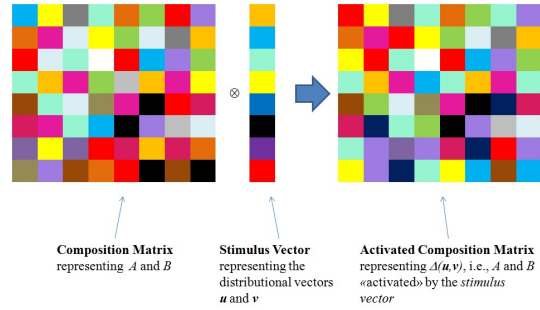 ⊗
Composition Matrix
representing A and B
Stimulus Vector
representing the
distributional vectors
u and v
Activated Composition Matrix
representing Δ(u,v), i.e., A and B
«activated» by the stimulus
vector